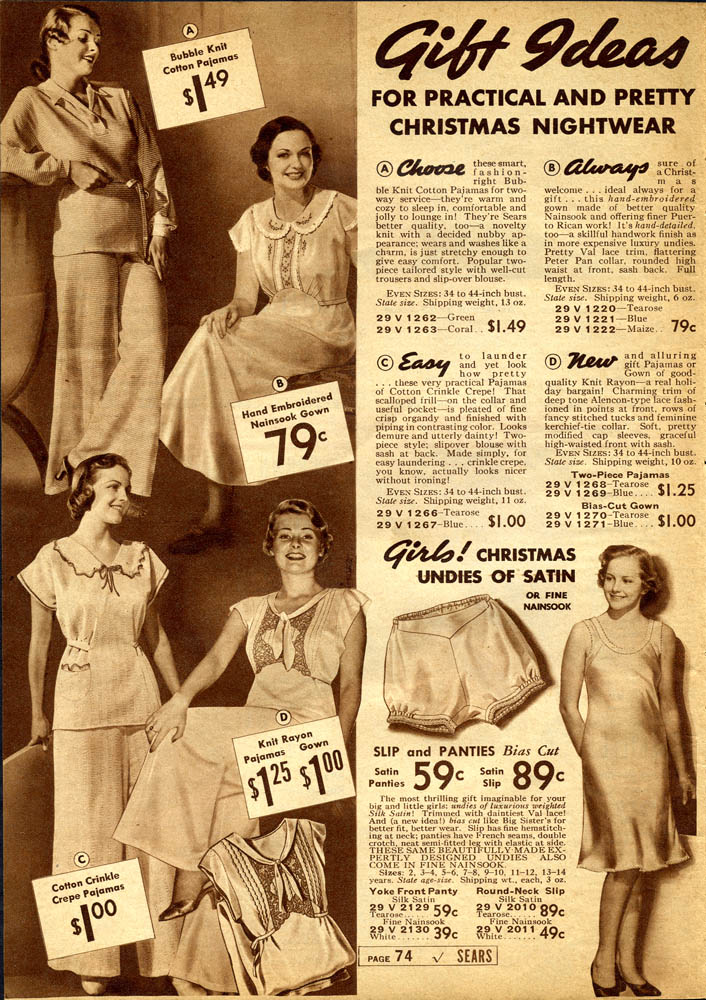 A
Bubble Knit
Cotton Pajamas
$1.49
B
Hand Embroidered
Nainsook Gown
79c
D
Knit Rayon
Pajamas Gown
$1.25 $1.00
C
Cotton Crinkle
Crepe Pajamas
$1.00
Gift Ideas
FOR PRACTICAL AND PRETTY
CHRISTMAS NIGHTWEAR
A Choose these smart,
fashion-
right Bub-
ble Knit Cotton Pajamas for two-
way service—they're warm and
cozy to sleep in, comfortable and
jolly to lounge in! They're Sears
better quality, too—a novelty
knit with a decided nubby ap-
pearance; wears and washes like a
charm, is just stretchy enough to
give easy comfort. Popular two-
piece tailored style with well-cut
trousers and slip-over blouse.
EVEN SIZES: 34 to 44-inch bust.
State size. Shipping weight, 13 oz.
29 V 1262—Green
29 V 1263—Coral.. $1.49
B Always sure of
a Christ-
mas
welcome . . . ideal always for a
gift . . . this hand-embroidered
gown made of better quality
Nainsook and offering finer Puer-
to Rican work! It's hand-detailed,
too—a skillful handwork finish as
in more expensive luxury undies.
Pretty Val lace trim, flattering
Peter Pan collar, rounded high
waist at front, sash back. Full
length.
EVEN SIZES: 34 to 44-inch bust.
State size. Shipping weight, 6 oz.
29 V 1220—Tearose
29 V 1221—Blue
29 V 1222—Maize.. 79c
C Easy to launder
and yet look
how pretty
. . . these very practical Pajamas
of Cotton Crinkle Crepe! That
scalloped frill—on the collar and
useful pocket—is pleated of fine
crisp organdy and finished with
piping in contrasting color. Looks
demure and utterly dainty! Two-
piece style; slipover blouse with
sash at back. Made simply, for
easy laundering . . . crinkle crepe,
you know, actually looks nicer
without ironing!
EVEN SIZES: 34 to 44-inch bust.
State size. Shipping weight, 11 oz.
29 V 1266—Tearose
29 V 1267—Blue.... $1.00
D New and alluring
gift Pajamas or
Gown of good-
quality Knit Rayon—a real holi-
day bargain! Charming trim of
deep tone Alencon-type lace fash-
ioned in points at front, rows of
fancy stitched tucks and feminine
kerchief-tie collar. Soft, pretty
modified cap sleeves, graceful
high-waisted front with sash.
EVEN SIZES: 34 to 44-inch bust.
State size. Shipping weight, 10 oz.
Two-Piece Pajamas
29 V 1268—Tearose
29 V 1269—Blue.... $1.25
Bias-Cut Gown
29 V 1270—Tearose
29 V 1271—Blue.... $1.00
Girls! CHRISTMAS
UNDIES OF SATIN
OR FINE
NAINSOOK
SLIP and PANTIES Bias Cut
Satin Panties 59c Satin Slip 89c
The most thrilling gift imaginable for your
big and little girls: undies of luxurious weighted
Silk Satin! Trimmed with daintiest Val lace!
And (a new idea!) bias cut like Big Sister's for
better fit, better wear. Slip has fine hemstitch-
ing at neck; panties have French seams, double
crotch, neat semi-fitted leg with elastic at side.
THESE SAME BEAUTIFULLY MADE EX-
PERTLY DESIGNED UNDIES ALSO
COME IN FINE NAINSOOK.
Sizes: 2, 3-4, 5-6, 7-8, 9-10, 11-12, 13-14
years. State age-size. Shipping wt., each, 3 oz.
Yoke Front Panty
Silk Satin
29 V 2129
Tearose...... 59c
Fine Nainsook
29 V 2130
White....... 39c
Round-Neck Slip
Silk Satin
29 V 2010
Tearose...... 89c
Fine Nainsook
29 V 2011
White....... 49c
PAGE 74 √ SEARS